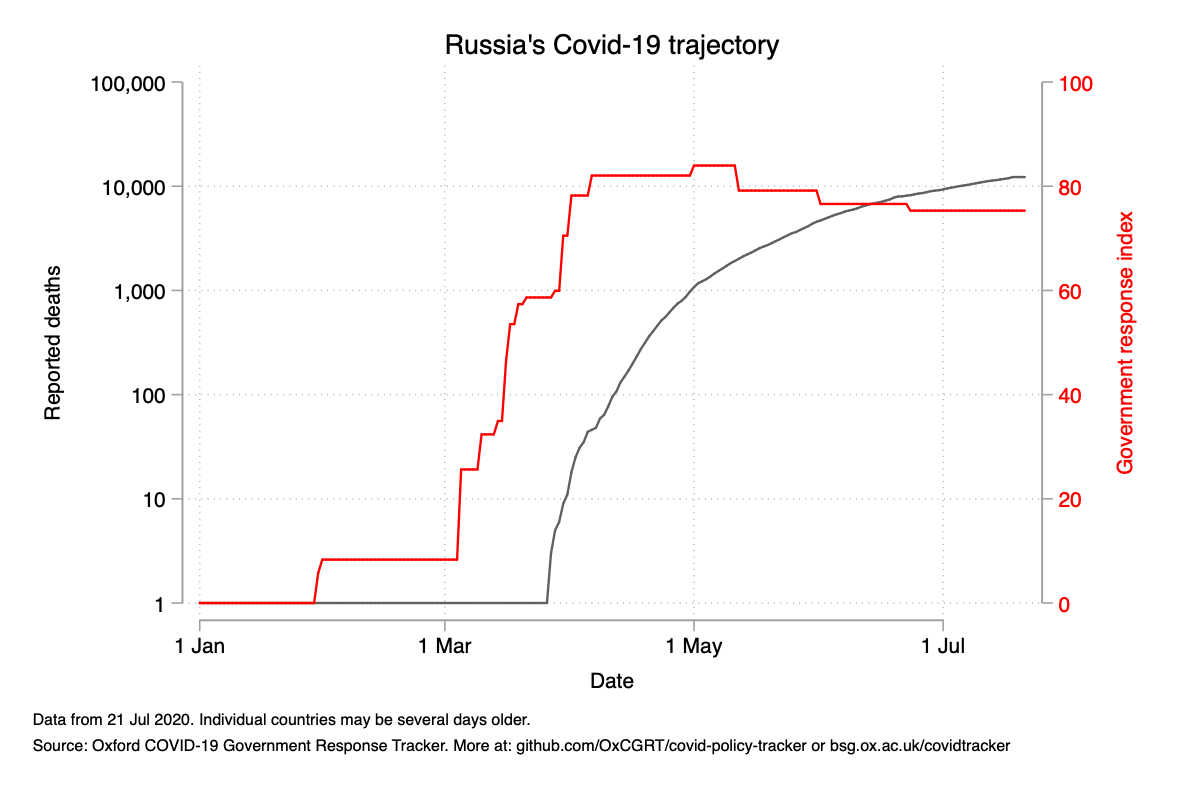 Russia's Covid-19 trajectory
100,000
10,000
1,000
100
10
1
Reported deaths
100
80
60
40
20
0
Government response index
1 Jan
1 Mar
1 May
1 Jul
Date
Data from 21 Jul 2020. Individual countries may be several days older.
Source: Oxford COVID-19 Government Response Tracker. More at: github.com/OxCGRT/covid-policy-tracker or bsg.ox.ac.uk/covidtracker